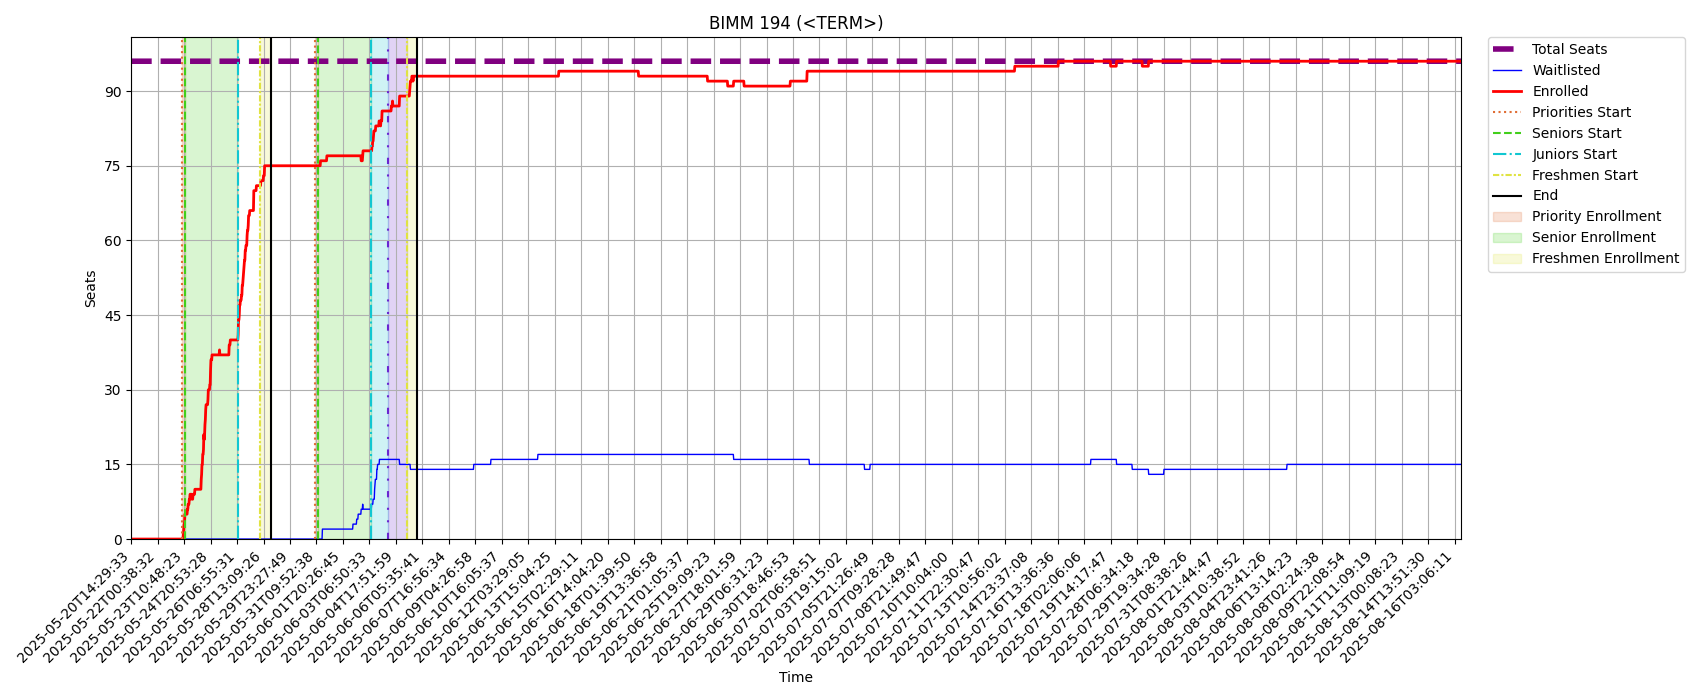 BIMM 194 (<TERM>)
Seats
90
75
60
45
30
15
0
2025-05-20T14:29:33
2025-05-22T00:38:32
2025-05-23T10:48:23
2025-05-24T20:53:28
2025-05-26T06:55:31
2025-05-28T13:09:26
2025-05-29T23:27:49
2025-05-31T09:52:38
2025-06-01T20:26:45
2025-06-03T06:50:33
2025-06-04T17:51:59
2025-06-06T05:35:41
2025-06-07T16:56:34
2025-06-09T04:26:58
2025-06-10T16:05:37
2025-06-12T03:29:05
2025-06-13T15:04:25
2025-06-15T02:29:11
2025-06-16T14:04:20
2025-06-18T01:39:50
2025-06-19T13:36:58
2025-06-21T01:05:37
2025-06-25T19:09:23
2025-06-27T18:01:59
2025-06-29T06:31:23
2025-06-30T18:46:53
2025-07-02T06:58:51
2025-07-03T19:15:02
2025-07-05T21:26:49
2025-07-07T09:28:28
2025-07-08T21:49:47
2025-07-10T10:04:00
2025-07-11T22:30:47
2025-07-13T10:56:02
2025-07-14T23:37:08
2025-07-16T13:36:36
2025-07-18T02:06:06
2025-07-19T14:17:47
2025-07-28T06:34:18
2025-07-29T19:34:28
2025-07-31T08:38:26
2025-08-01T21:44:47
2025-08-03T10:38:52
2025-08-04T23:41:26
2025-08-06T13:14:23
2025-08-08T02:24:38
2025-08-09T22:08:54
2025-08-11T11:09:19
2025-08-13T00:08:23
2025-08-14T13:51:30
2025-08-16T03:06:11
Time
Total Seats
Waitlisted
Enrolled
Priorities Start
Seniors Start
Juniors Start
Freshmen Start
End
Priority Enrollment
Senior Enrollment
Freshmen Enrollment